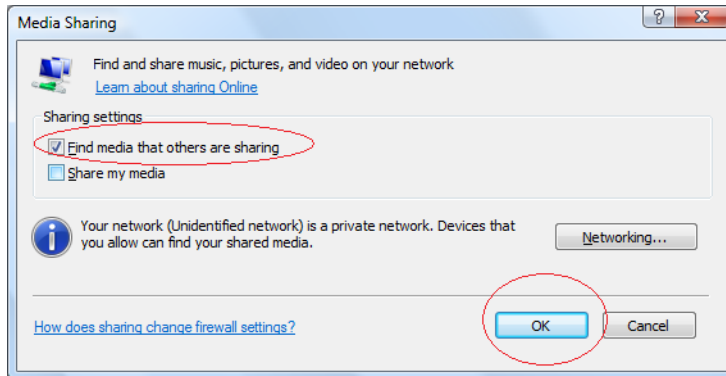 Media Sharing
Find and share music, pictures, and video on your network
Learn about sharing Online
Sharing settings
Find media that others are sharing
Share my media
Your network (Unidentified network) is a private network. Devices that
you allow can find your shared media.
Networking...
How does sharing change firewall settings?
OK
Cancel